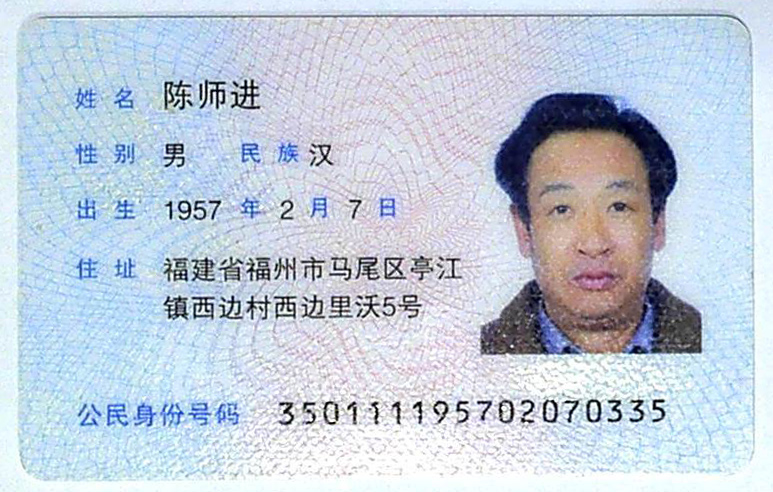 姓名 陈师进
性别 男 民族 汉
出生 1957 年 2 月 7 日
住址 福建省福州市马尾区亭江
镇西边村西边里沃5号
公民身份号码 350111195702070335